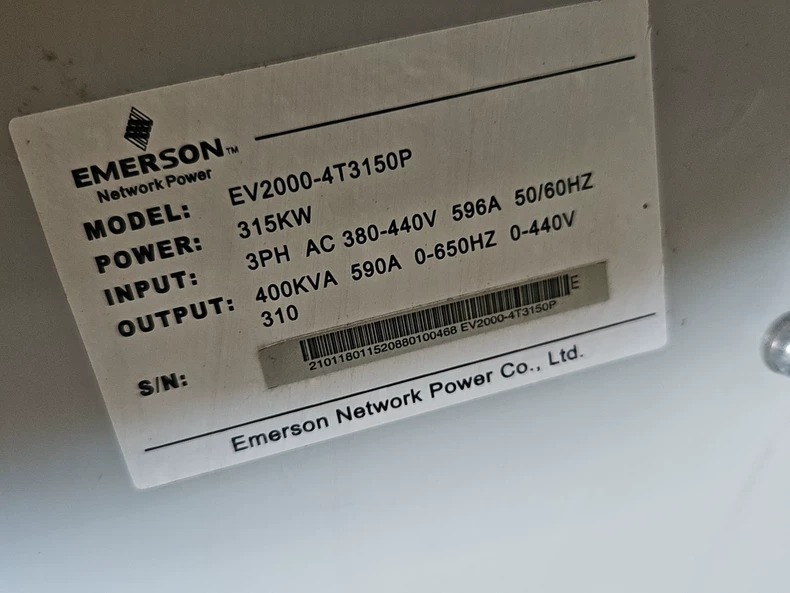 EMERSON™
Network Power
MODEL: EV2000-4T3150P
POWER: 315KW
INPUT: 3PH AC 380-440V 596A 50/60HZ
OUTPUT: 400KVA 590A 0-650HZ 0-440V
310
E
S/N: 210118011520880100468 EV2000-4T3150P
Emerson Network Power Co., Ltd.